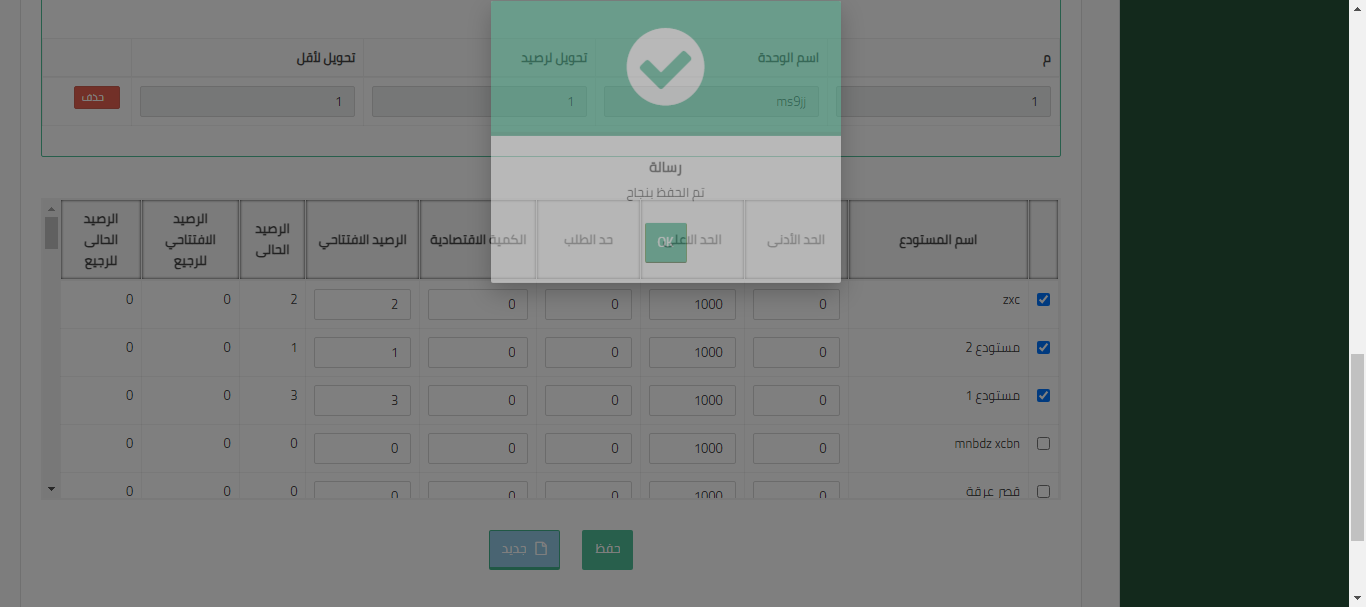 م	اسم الوحدة	تحويل لرصيد	تحويل لأقل
1	ms9jj	1	1	حذف
رسالة
تم الحفظ بنجاح
OK
اسم المستودع	الحد الأدنى	الحد الاعلى	حد الطلب	الكمية الاقتصادية	الرصيد الافتتاحي	الرصيد الحالى	الرصيد الافتتاحي للرجيع	الرصيد الحالى للرجيع
zxc	0	1000	0	0	2	2	0	0
مستودع 2	0	1000	0	0	1	1	0	0
مستودع 1	0	1000	0	0	3	3	0	0
mnbdz xcbn	0	1000	0	0	0	0	0	0
قصر عرقة	0	1000	0	0	0	0	0	0
حفظ
جديد